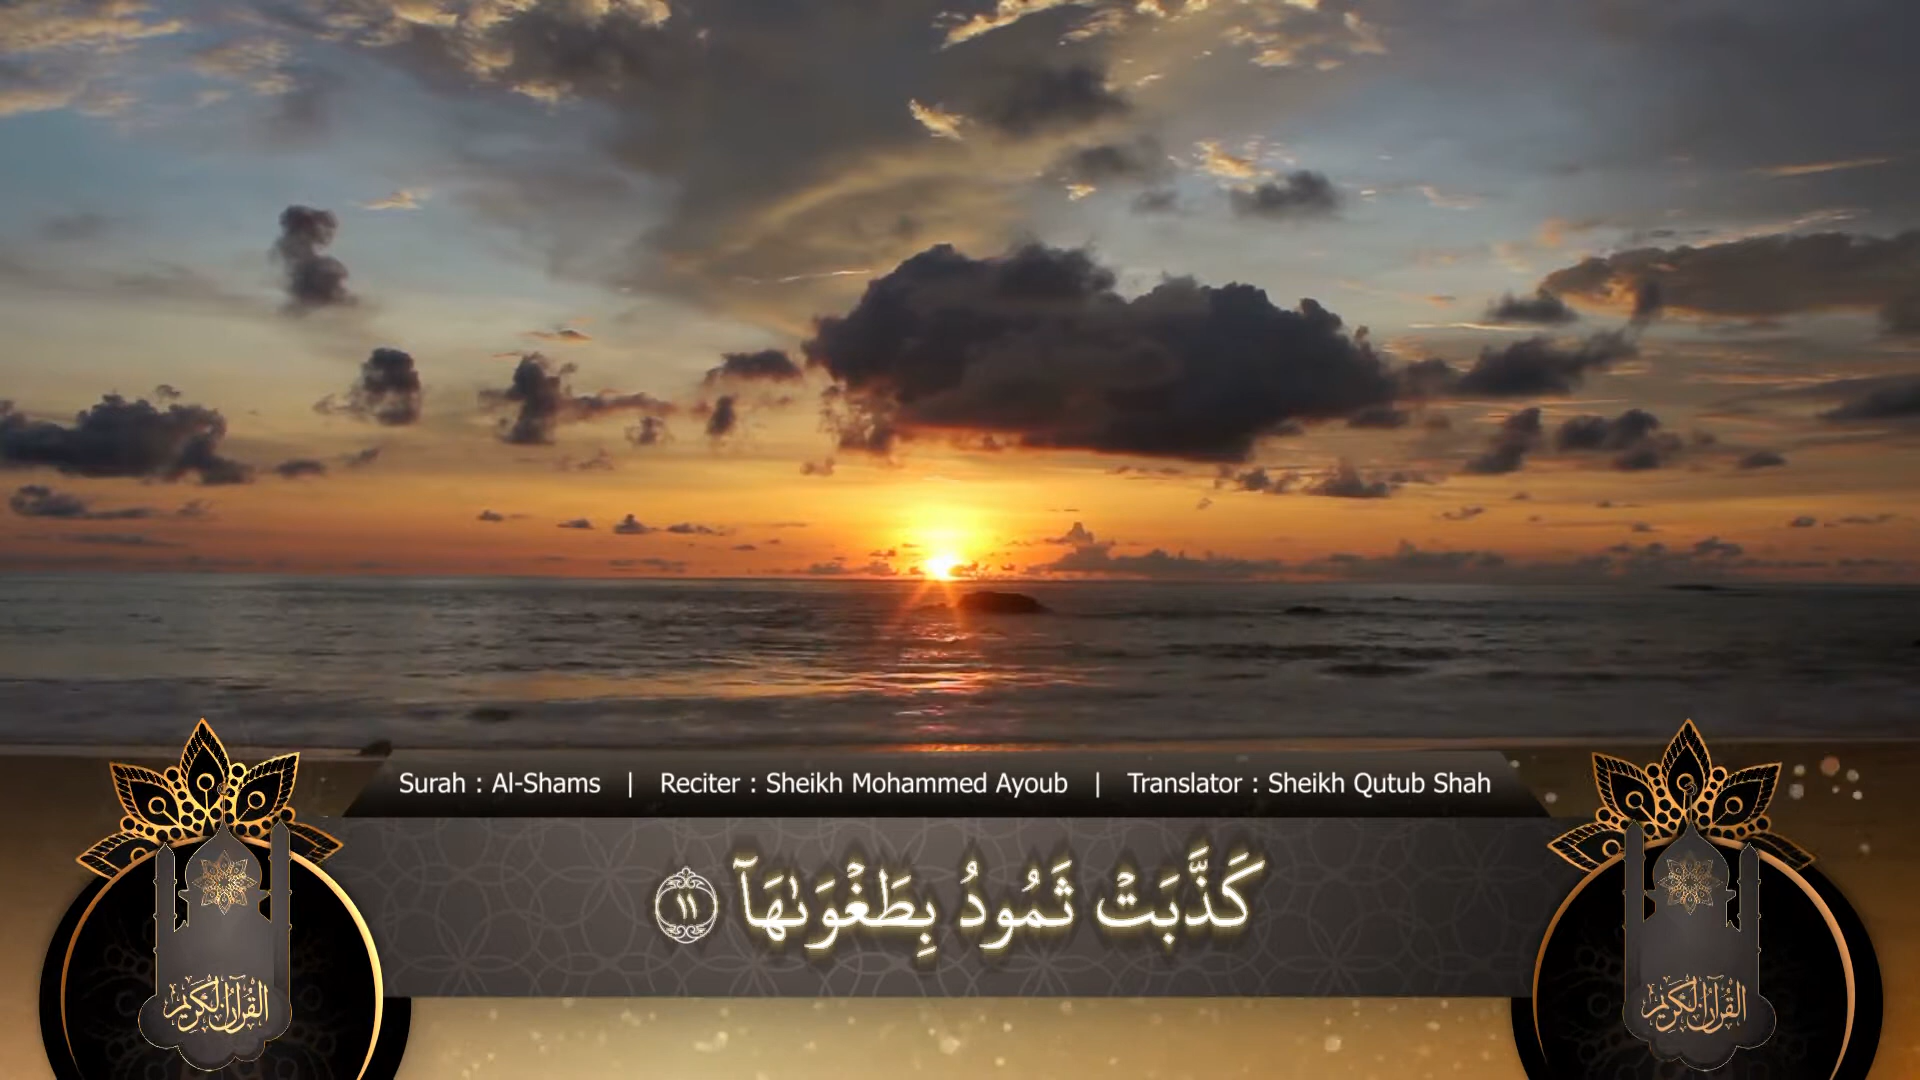 Surah : Al-Shams | Reciter : Sheikh Mohammed Ayoub | Translator : Sheikh Qutub Shah
كَذَّبَتْ ثَمُودُ بِطَغْوَىٰهَآ ١١
القرآن الكريم
القرآن الكريم